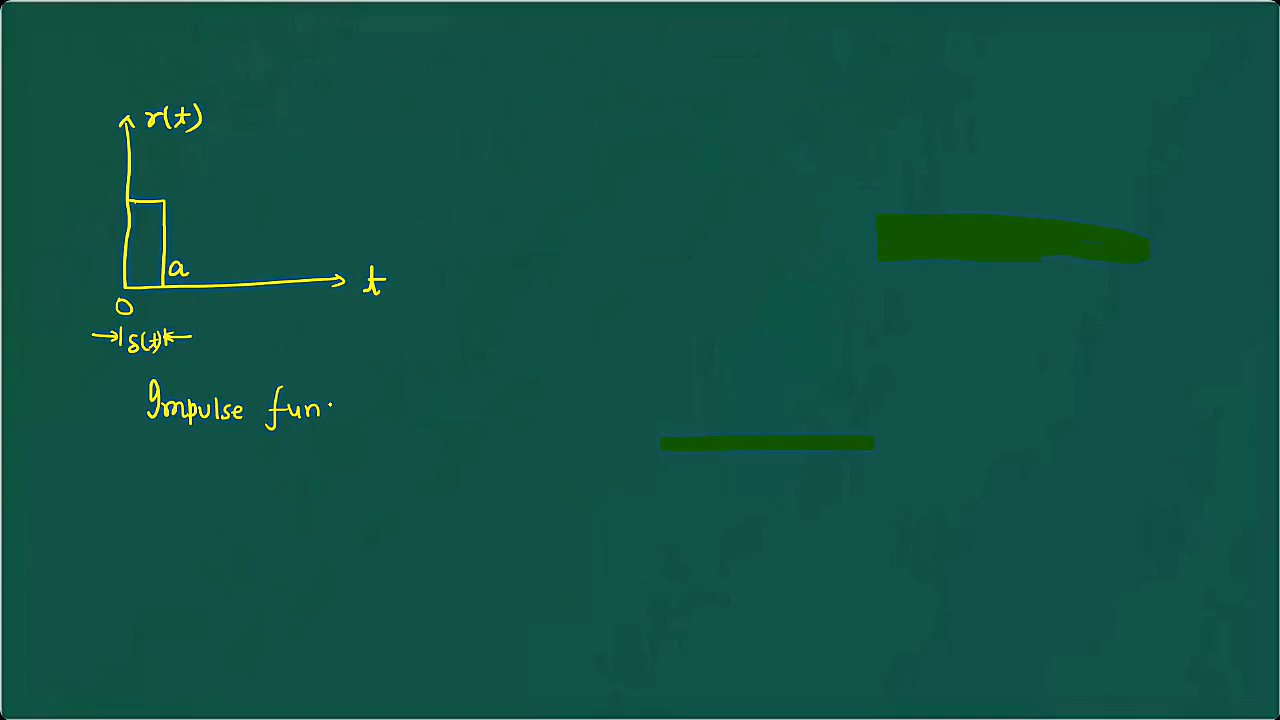 r(t)
a
t
0
δ(t)
Impulse fun.